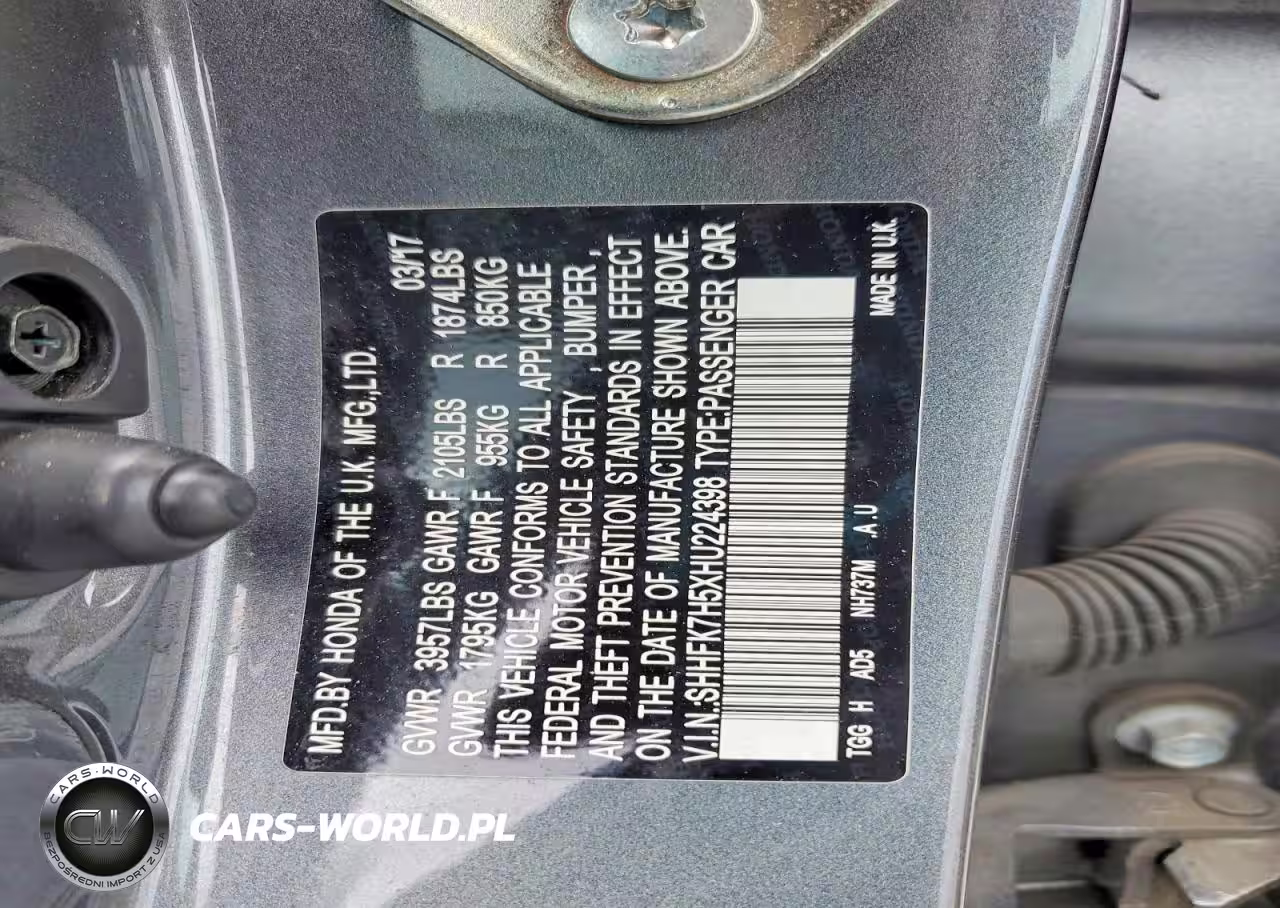 MFD.BY HONDA OF THE U.K. MFG.,LTD.
03/17
GVWR 3957LBS GAWR F 2105LBS R 1874LBS
GVWR 1795KG GAWR F 955KG R 850KG
THIS VEHICLE CONFORMS TO ALL APPLICABLE
FEDERAL MOTOR VEHICLE SAFETY , BUMPER ,
AND THEFT PREVENTION STANDARDS IN EFFECT
ON THE DATE OF MANUFACTURE SHOWN ABOVE.
V.I.N.:SHHFK7H5XHU224398 TYPE:PASSENGER CAR
TGG H AD5 NH737M .A.U
MADE IN U.K.
CARS-WORLD
CW
BEZPOŚREDNI IMPORT Z USA
CARS-WORLD.PL